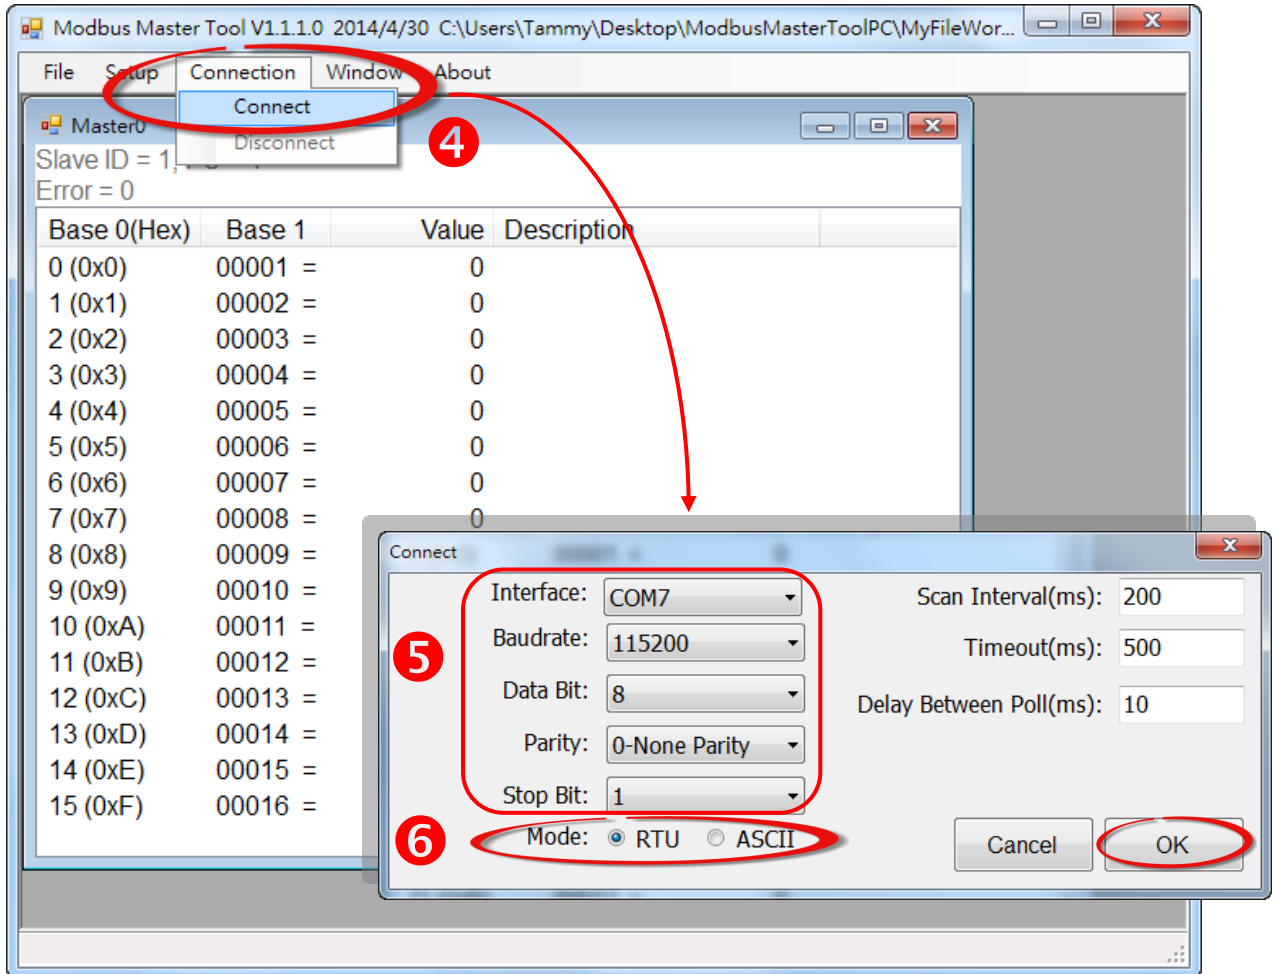 Modbus Master Tool V1.1.1.0 2014/4/30 C:\Users\Tammy\Desktop\ModbusMasterToolPC\MyFileWor...
File Setup Connection Window About
Connect
Disconnect
4
Master0
Slave ID = 1,
Error = 0
Base 0(Hex) Base 1 Value Description
0 (0x0) 00001 = 0
1 (0x1) 00002 = 0
2 (0x2) 00003 = 0
3 (0x3) 00004 = 0
4 (0x4) 00005 = 0
5 (0x5) 00006 = 0
6 (0x6) 00007 = 0
7 (0x7) 00008 = 0
8 (0x8) 00009 =
9 (0x9) 00010 =
10 (0xA) 00011 =
11 (0xB) 00012 =
12 (0xC) 00013 =
13 (0xD) 00014 =
14 (0xE) 00015 =
15 (0xF) 00016 =
Connect
5
Interface: COM7
Baudrate: 115200
Data Bit: 8
Parity: 0-None Parity
Stop Bit: 1
6
Mode: RTU ASCII
Scan Interval(ms): 200
Timeout(ms): 500
Delay Between Poll(ms): 10
Cancel OK